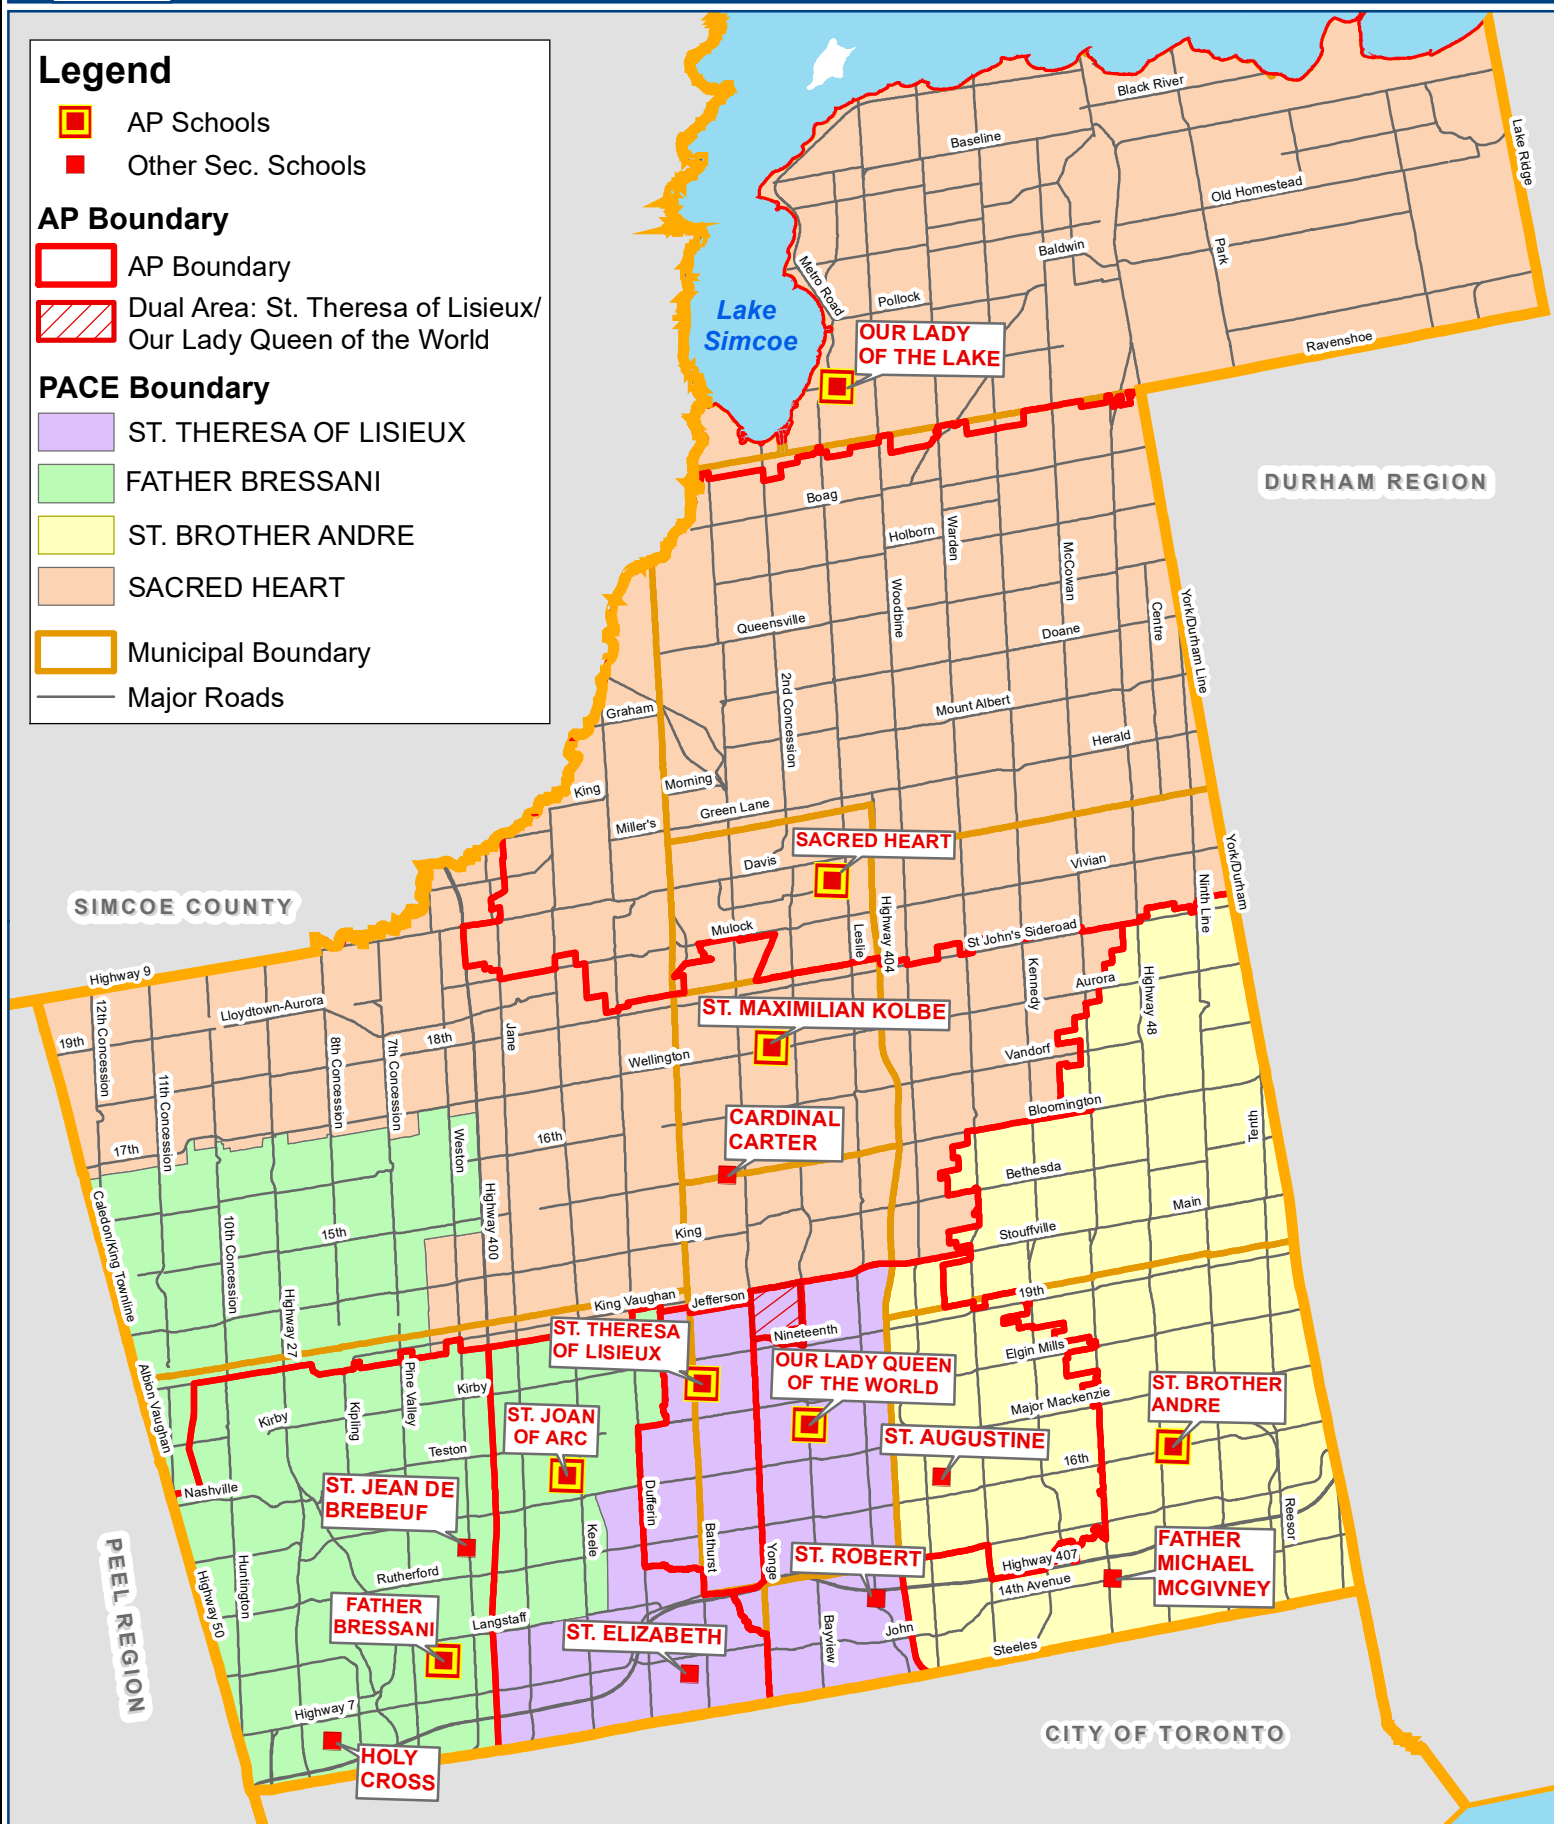 Legend
AP Schools
Other Sec. Schools
AP Boundary
AP Boundary
Dual Area: St. Theresa of Lisieux/
Our Lady Queen of the World
PACE Boundary
ST. THERESA OF LISIEUX
FATHER BRESSANI
ST. BROTHER ANDRE
SACRED HEART
Municipal Boundary
Major Roads
Black River
Baseline
Lake Ridge
Old Homestead
Baldwin
Park
Metro Road
Pollock
Lake
Simcoe
OUR LADY
OF THE LAKE
Ravenshoe
DURHAM REGION
Boag
Holborn
Warden
McCowan
Woodbine
Centre
York/Durham Line
Queensville
Doane
2nd Concession
Graham
Mount Albert
Herald
Morning
King
Green Lane
Miller's
SACRED HEART
Davis
Vivian
York/Durham
Ninth Line
SIMCOE COUNTY
Mulock
Leslie
Highway 404
St John's Sideroad
Highway 9
Kennedy
Aurora
Highway 48
12th Concession
Lloydtown-Aurora
ST. MAXIMILIAN KOLBE
19th
8th Concession
7th Concession
18th
Jane
Wellington
Vandorf
11th Concession
Bloomington
CARDINAL
CARTER
Tenth
17th
Weston
16th
Bethesda
Caledon/King Townline
10th Concession
15th
Highway 400
King
Main
Stouffville
Highway 27
King Vaughan
Jefferson
19th
ST. THERESA
OF LISIEUX
Nineteenth
Elgin Mills
OUR LADY QUEEN
OF THE WORLD
Albion Vaughan
Pine Valley
Kirby
Kirby
Kipling
Major Mackenzie
ST. BROTHER
ANDRE
ST. JOAN
OF ARC
ST. AUGUSTINE
Teston
16th
Nashville
ST. JEAN DE
BREBEUF
Dufferin
Keele
Bathurst
Yonge
Reesor
PEEL REGION
Huntington
Highway 50
Rutherford
ST. ROBERT
Highway 407
14th Avenue
FATHER
MICHAEL
MCGIVNEY
FATHER
BRESSANI
Langstaff
ST. ELIZABETH
Bayview
John
Steeles
Highway 7
HOLY
CROSS
CITY OF TORONTO